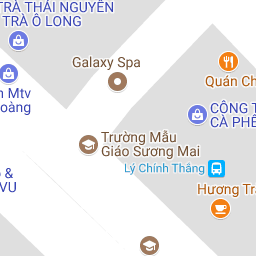 TRÀ THÁI NGUYÊN
TRÀ Ô LONG
Galaxy Spa
Quán Ch
Mtv
oàng
CÔNG T
CÀ PHÊ
Trường Mẫu
Giáo Sương Mai
Lý Chính Thắng
&
VU
Hương Tr